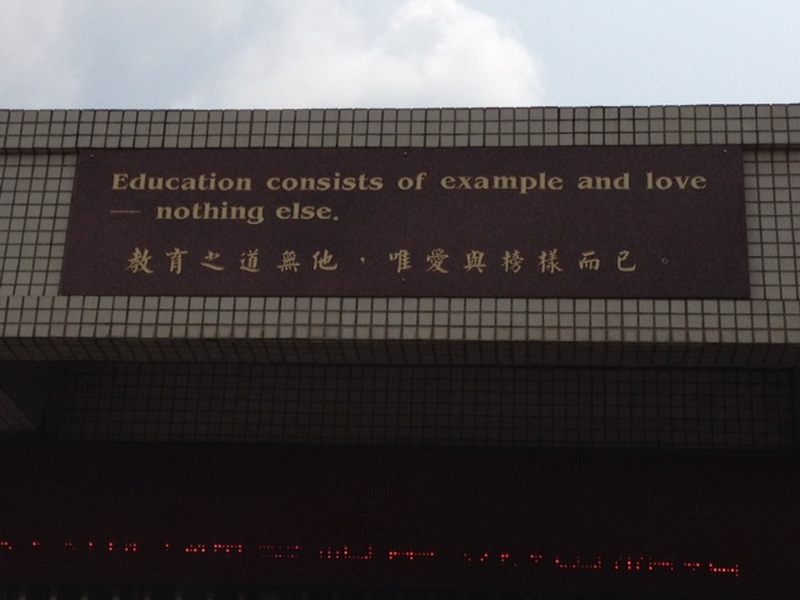 Education consists of example and love
— nothing else.
教育之道無他，唯愛與榜樣而已。